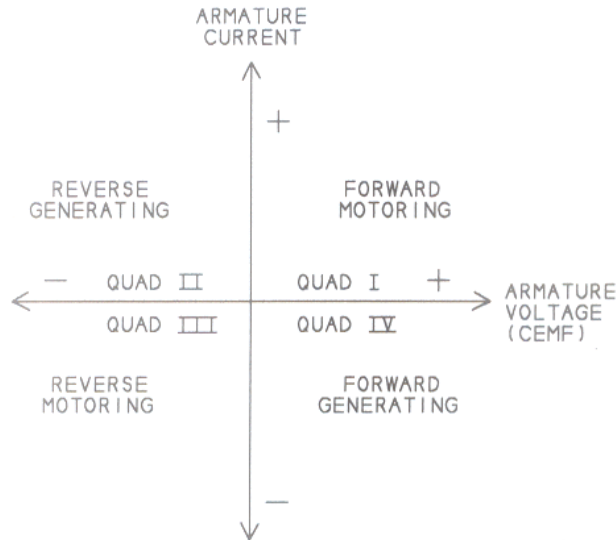 ARMATURE
CURRENT
+
REVERSE
GENERATING
FORWARD
MOTORING
— QUAD II
QUAD I +
ARMATURE
VOLTAGE
(CEMF)
QUAD III
QUAD IV
REVERSE
MOTORING
FORWARD
GENERATING
—